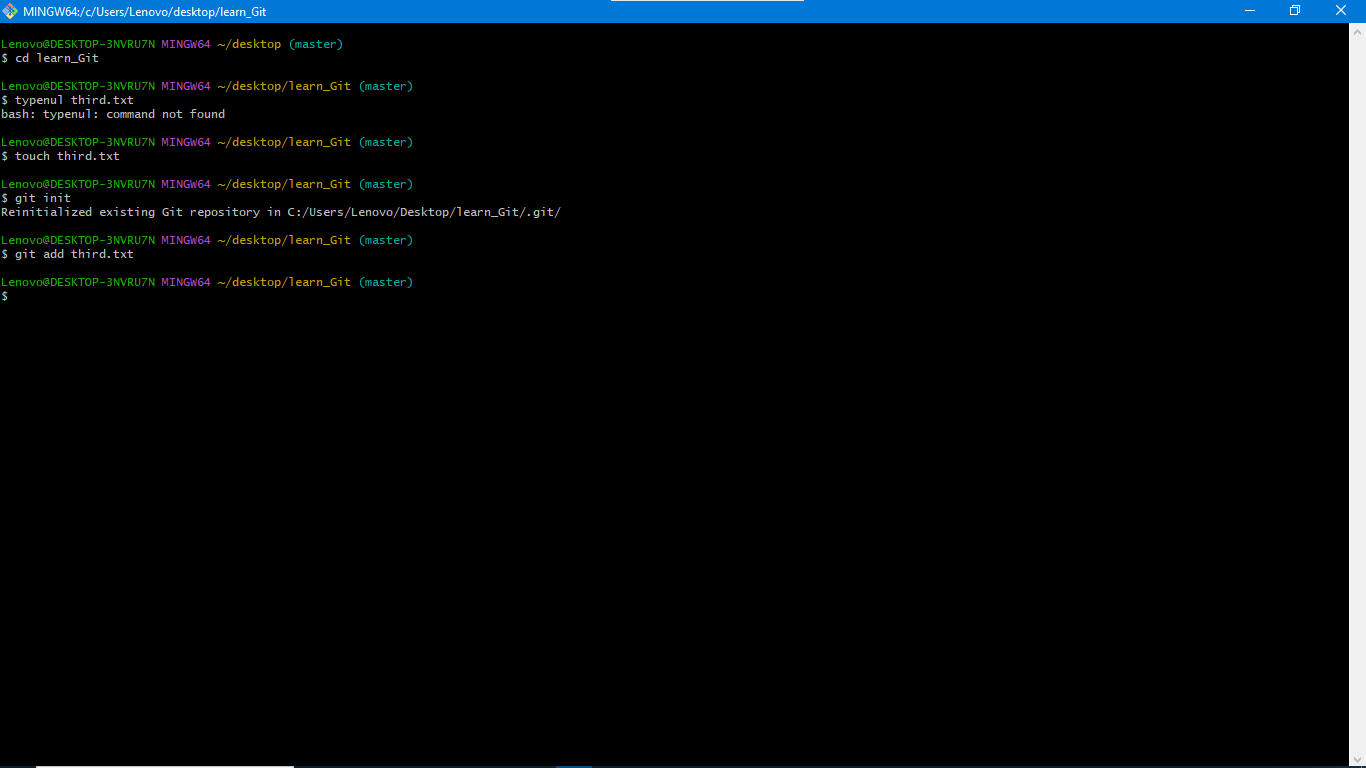 MINGW64:/c/Users/Lenovo/desktop/learn_Git
Lenovo@DESKTOP-3NVRU7N MINGW64 ~/desktop (master)
$ cd learn_Git
Lenovo@DESKTOP-3NVRU7N MINGW64 ~/desktop/learn_Git (master)
$ typenul third.txt
bash: typenul: command not found
Lenovo@DESKTOP-3NVRU7N MINGW64 ~/desktop/learn_Git (master)
$ touch third.txt
Lenovo@DESKTOP-3NVRU7N MINGW64 ~/desktop/learn_Git (master)
$ git init
Reinitialized existing Git repository in C:/Users/Lenovo/Desktop/learn_Git/.git/
Lenovo@DESKTOP-3NVRU7N MINGW64 ~/desktop/learn_Git (master)
$ git add third.txt
Lenovo@DESKTOP-3NVRU7N MINGW64 ~/desktop/learn_Git (master)
$